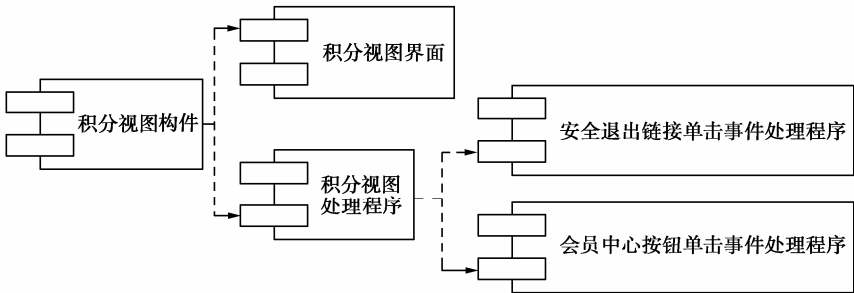 积分视图界面
积分视图构件
安全退出链接单击事件处理程序
积分视图
处理程序
会员中心按钮单击事件处理程序